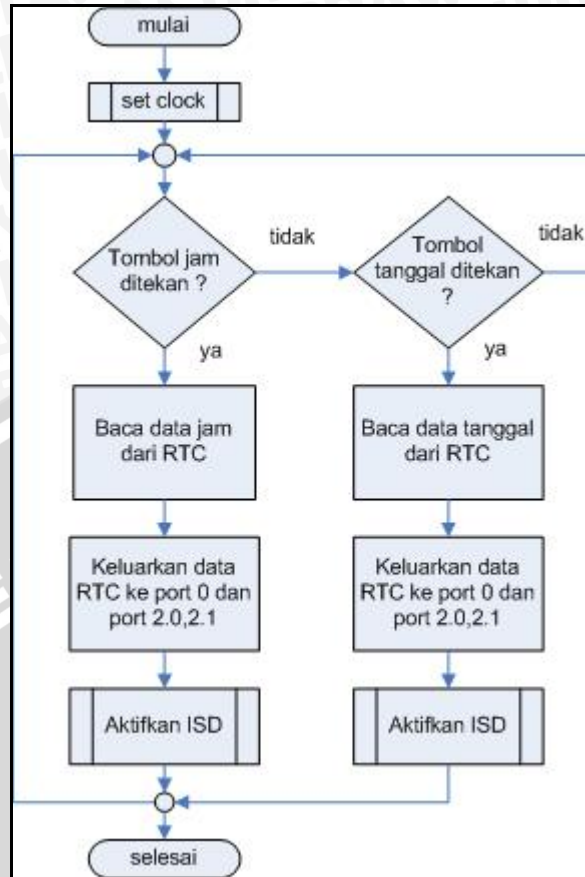 mulai
set clock
Tombol jam
ditekan ?
tidak
Tombol
tanggal ditekan
?
tidak
ya
ya
Baca data jam
dari RTC
Baca data tanggal
dari RTC
Keluarkan data
RTC ke port 0 dan
port 2.0,2.1
Keluarkan data
RTC ke port 0 dan
port 2.0,2.1
Aktifkan ISD
Aktifkan ISD
selesai